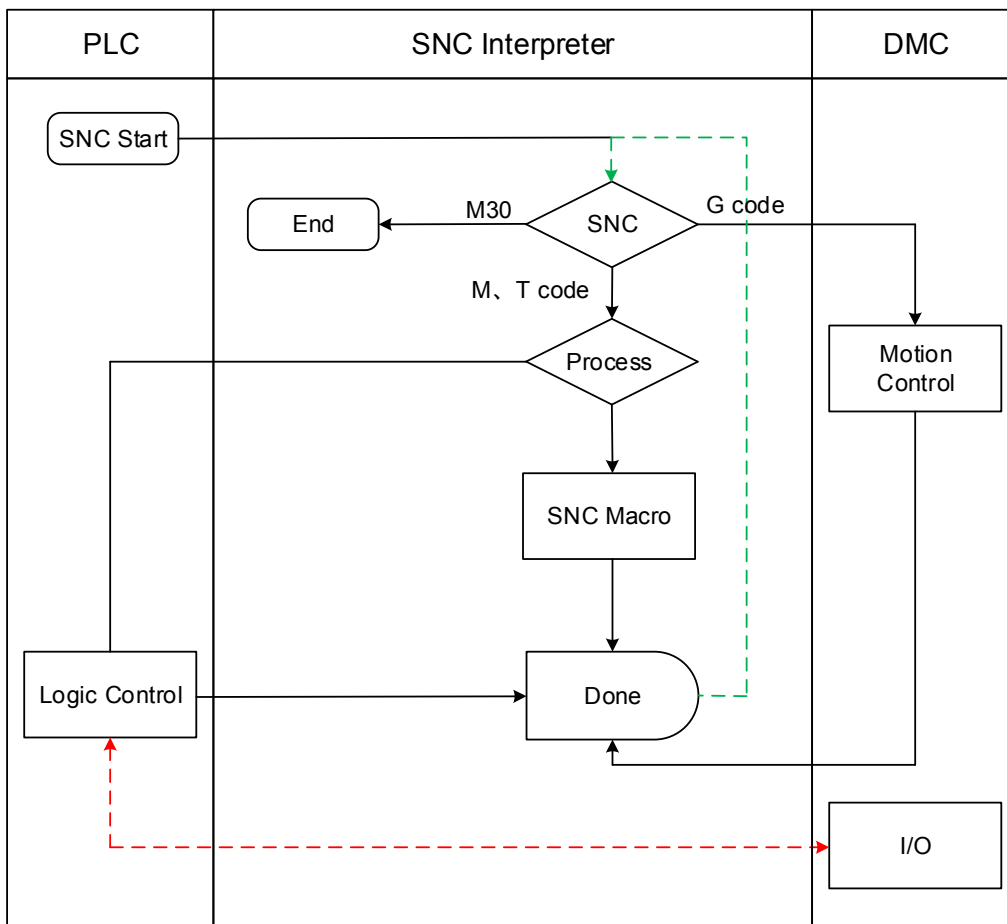 PLC
SNC Interpreter
DMC
SNC Start
M30
G code
End
SNC
M、T code
Process
Motion
Control
SNC Macro
Logic Control
Done
I/O